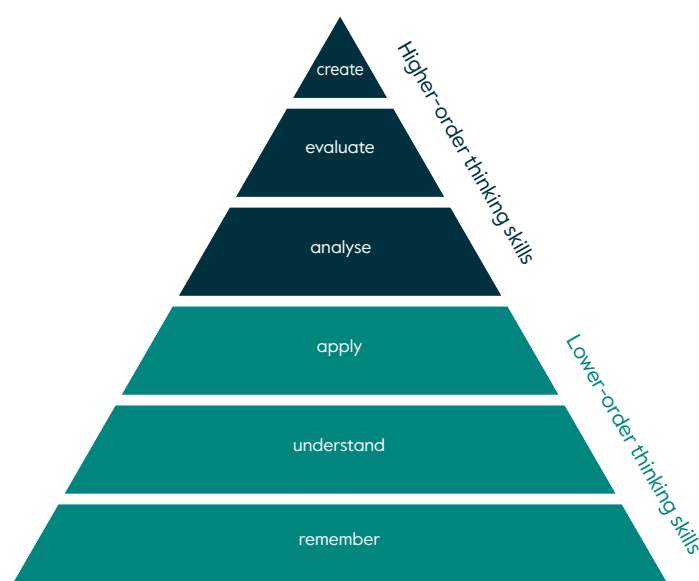 create
evaluate
analyse
apply
understand
remember
Higher-order thinking skills
Lower-order thinking skills